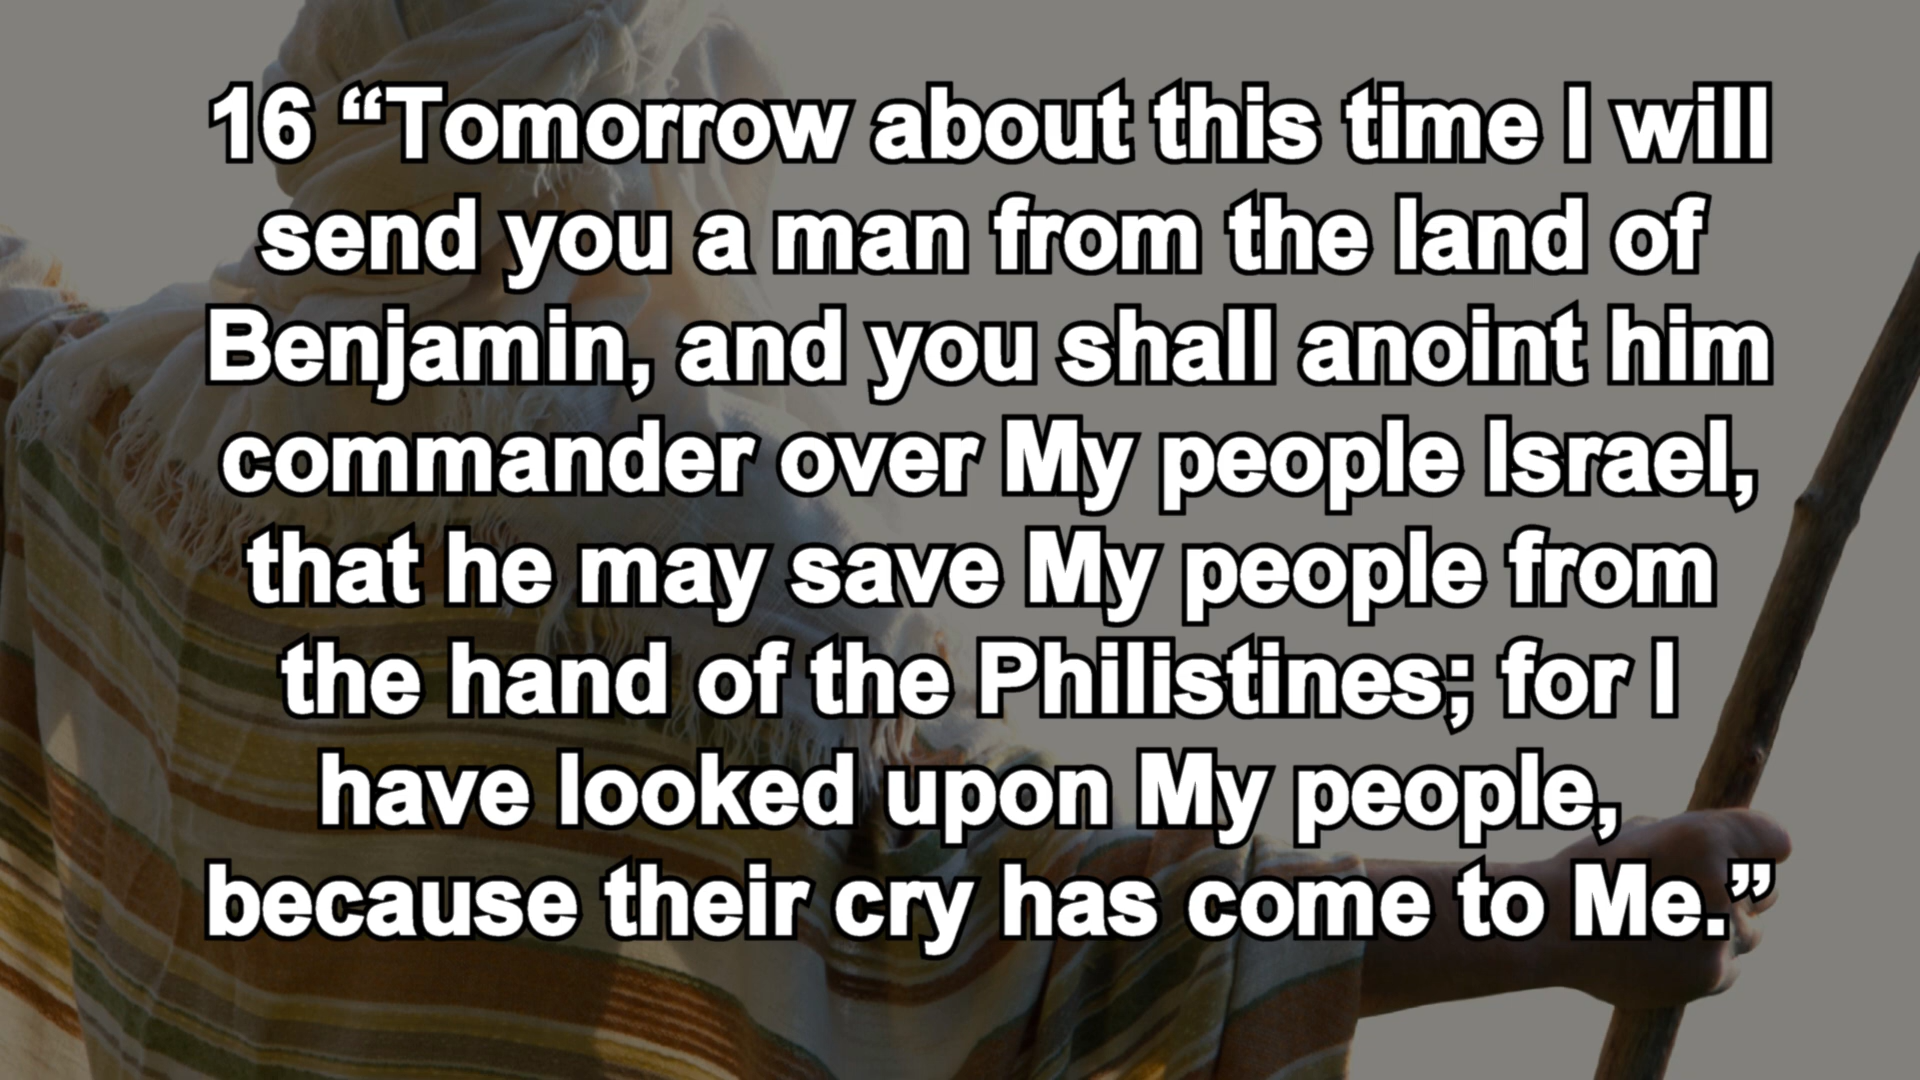 16 “Tomorrow about this time I will
send you a man from the land of
Benjamin, and you shall anoint him
commander over My people Israel,
that he may save My people from
the hand of the Philistines; for I
have looked upon My people,
because their cry has come to Me.”